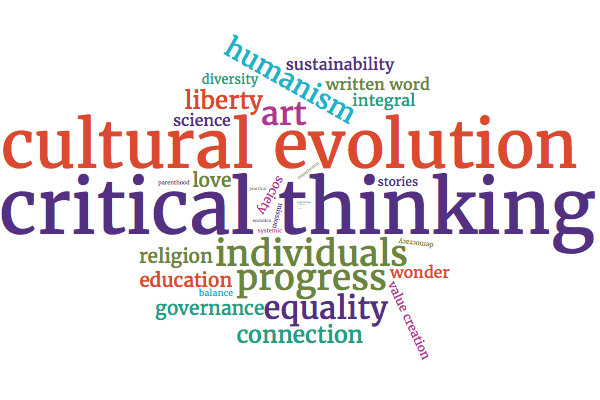 humanism
sustainability
diversity
written word
liberty
integral
art
science
cultural evolution
parenthood
love
practical
society
stories
critical thinking
mission
evolution
systemic
democracy
religion
individuals
education
progress
wonder
balance
value creation
governance
equality
connection